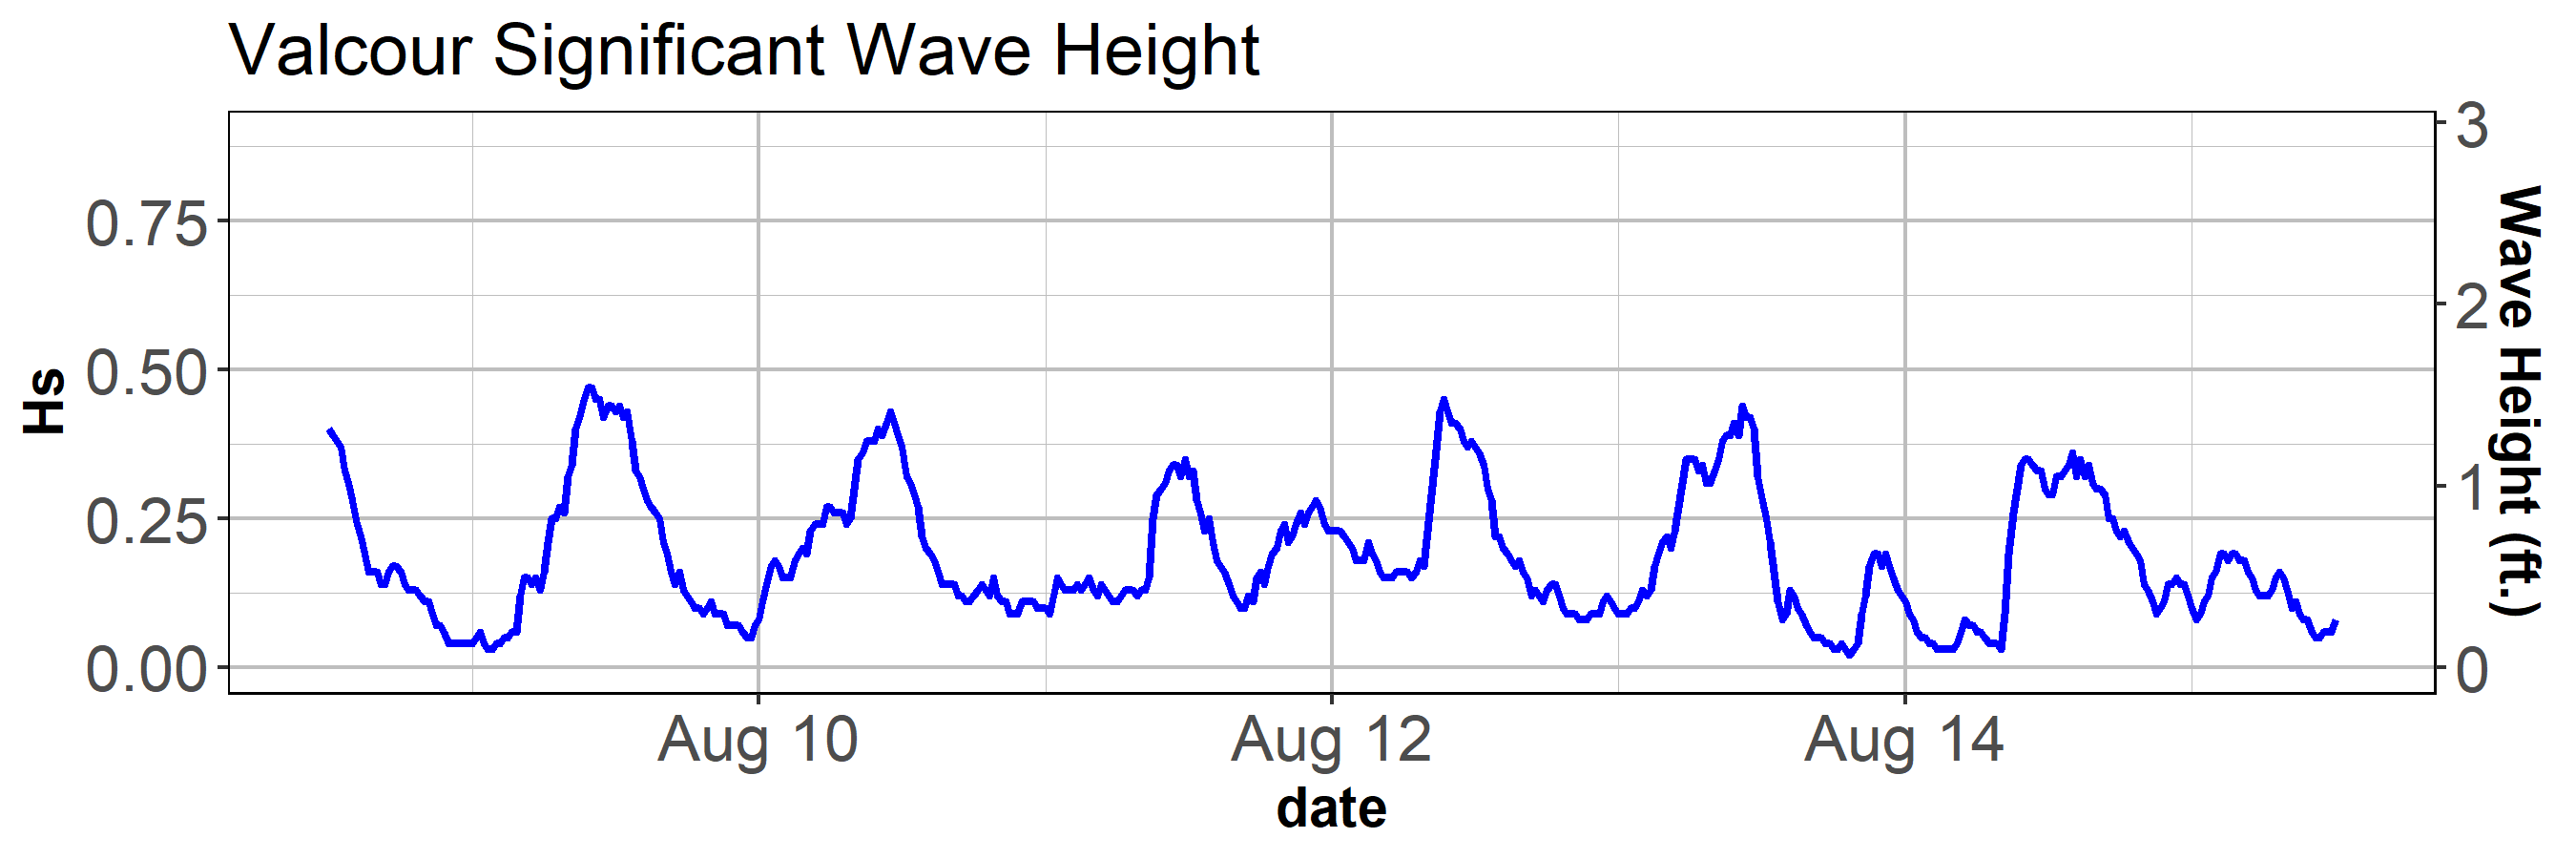 Valcour Significant Wave Height
Hs
0.75
0.50
0.25
0.00
3
2
1
0
Wave Height (ft.)
Aug 10
Aug 12
Aug 14
date